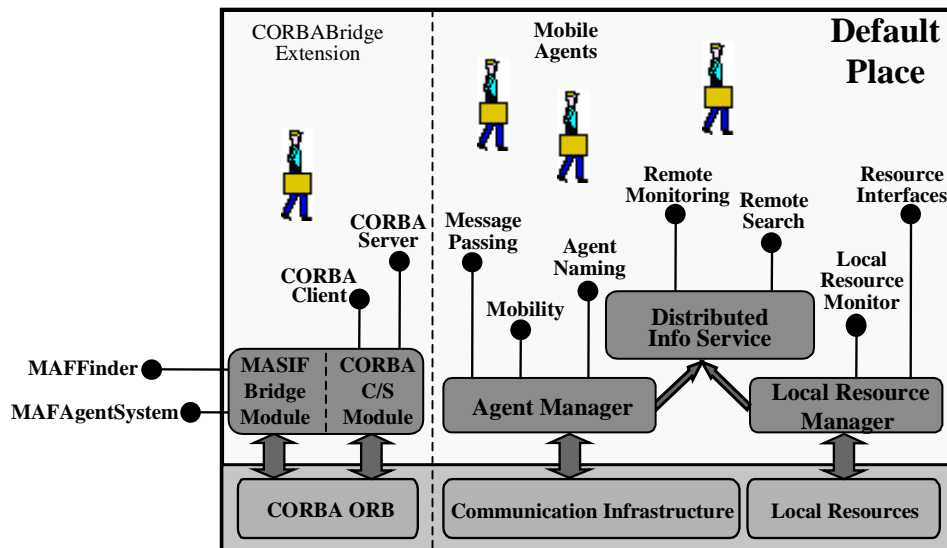 CORBABridge
Extension
Mobile
Agents
Default
Place
CORBA
Server
CORBA
Client
Message
Passing
Mobility
Agent
Naming
Remote
Monitoring
Remote
Search
Resource
Interfaces
Local
Resource
Monitor
Distributed
Info Service
MAFFinder
MAFAgentSystem
MASIF
Bridge
Module
CORBA
C/S
Module
Agent Manager
Local Resource
Manager
CORBA ORB
Communication Infrastructure
Local Resources